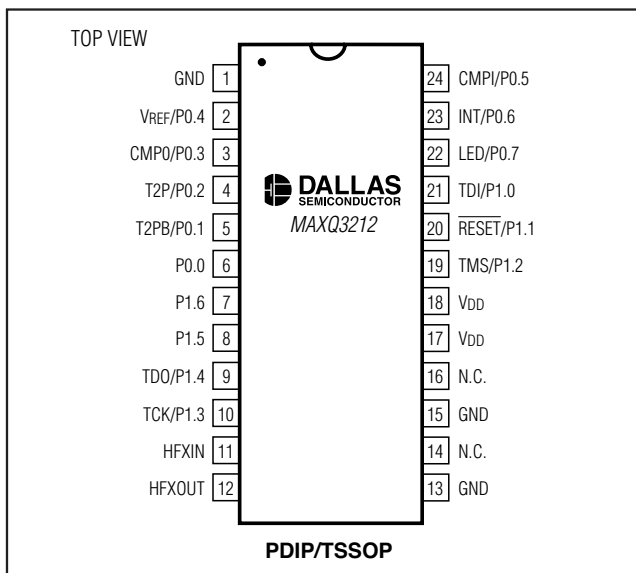 TOP VIEW
GND 1
VREF/P0.4 2
CMP0/P0.3 3
T2P/P0.2 4
T2PB/P0.1 5
P0.0 6
P1.6 7
P1.5 8
TDO/P1.4 9
TCK/P1.3 10
HFXIN 11
HFXOUT 12
DALLAS
SEMICONDUCTOR
MAXQ3212
24 CMPI/P0.5
23 INT/P0.6
22 LED/P0.7
21 TDI/P1.0
20 RESET/P1.1
19 TMS/P1.2
18 VDD
17 VDD
16 N.C.
15 GND
14 N.C.
13 GND
PDIP/TSSOP